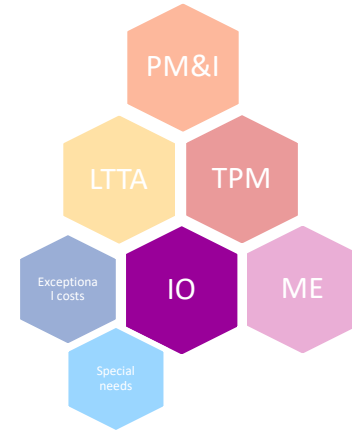 PM&I
LTTA
TPM
Exceptiona
l costs
IO
ME
Special
needs